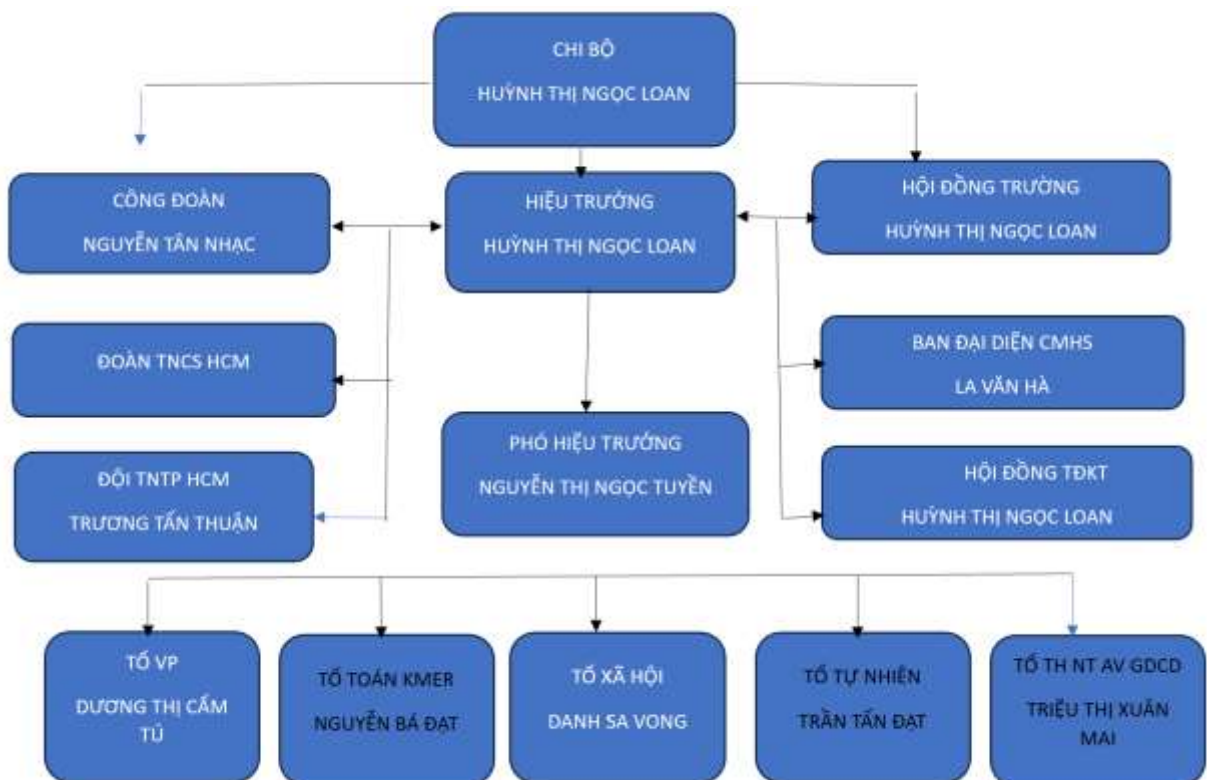 CHI BỘ
HUỲNH THỊ NGỌC LOAN
CÔNG ĐOÀN
NGUYỄN TÂN NHẠC
HIỆU TRƯỞNG
HUỲNH THỊ NGỌC LOAN
HỘI ĐỒNG TRƯỜNG
HUỲNH THỊ NGỌC LOAN
ĐOÀN TNCS HCM
BAN ĐẠI DIỆN CMHS
LA VĂN HÀ
ĐỘI TNTP HCM
TRƯƠNG TẤN THUẬN
PHÓ HIỆU TRƯỞNG
NGUYỄN THỊ NGỌC TUYỀN
HỘI ĐỒNG TĐKT
HUỲNH THỊ NGỌC LOAN
TỔ VP
DƯƠNG THỊ CẨM
TÚ
TỔ TOÁN KMER
NGUYỄN BÁ ĐẠT
TỔ XÃ HỘI
DANH SA VONG
TỔ TỰ NHIÊN
TRẦN TẤN ĐẠT
TỔ TH NT AV GDCD
TRIỆU THỊ XUÂN
MAI